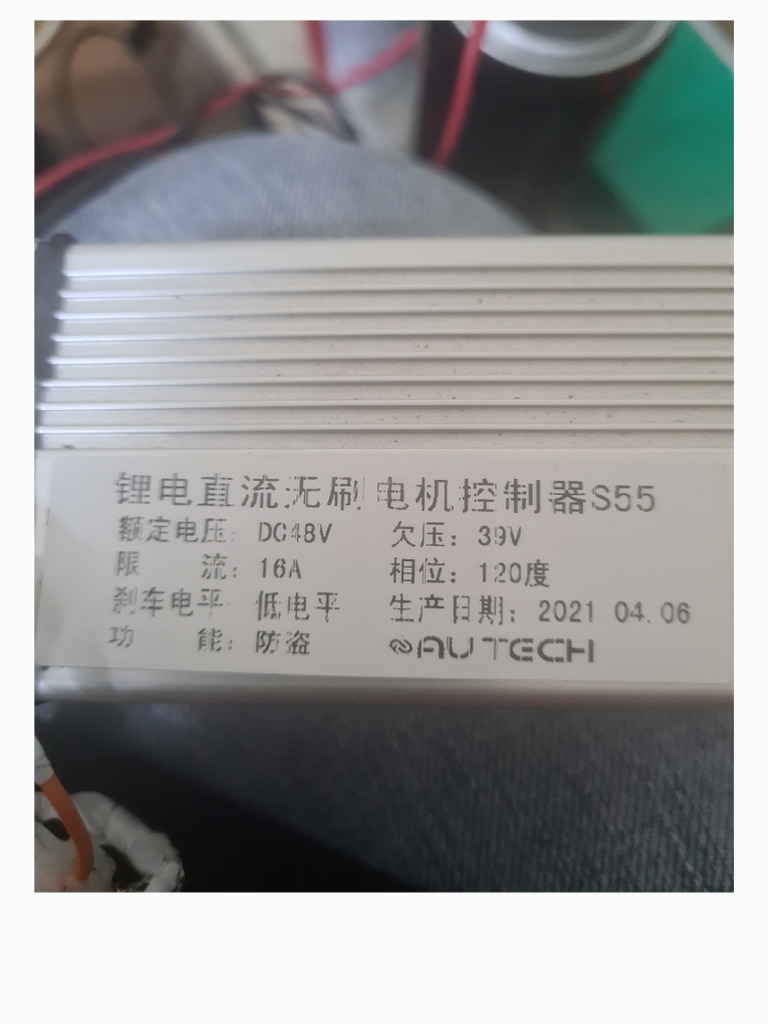 锂电直流无刷电机控制器S55
额定电压: DC48V 欠压: 39V
限 流: 16A 相位: 120度
刹车电平 低电平 生产日期: 2021 04.06
功 能: 防盗 AUTECH